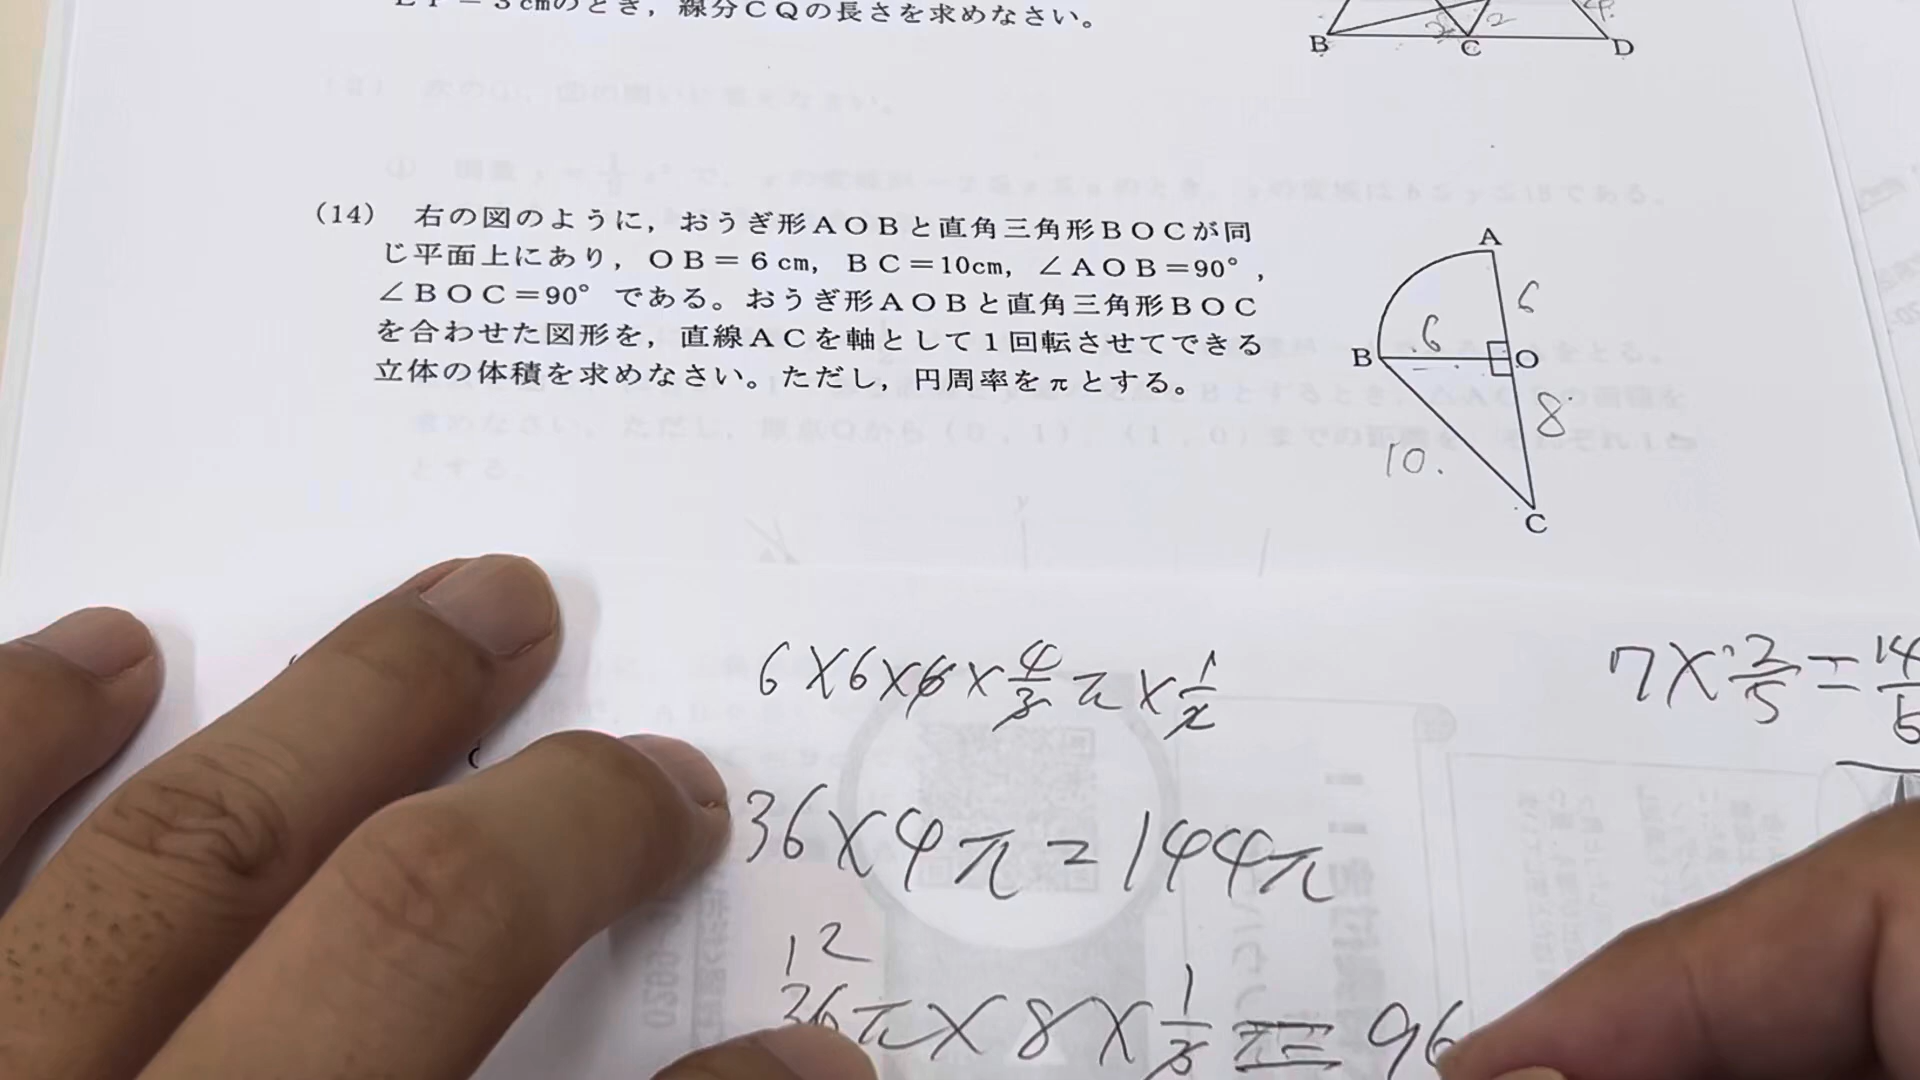 EF=3cmのとき，線分CQの長さを求めなさい。
B C D
2
(14) 右の図のように，おうぎ形AOBと直角三角形BOCが同
じ平面上にあり，OB=6cm，BC=10cm，∠AOB=90°，
∠BOC=90°である。おうぎ形AOBと直角三角形BOC
を合わせた図形を，直線ACを軸として1回転させてできる
立体の体積を求めなさい。ただし，円周率をπとする。
A
6
6
B O
8
10.
C
6×6×6×4/3π×1/2
7×2/5=14/5
36×4π=144π
12
36π×8×1/3==96